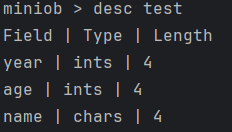 miniob > desc test
Field | Type | Length
year | ints | 4
age | ints | 4
name | chars | 4